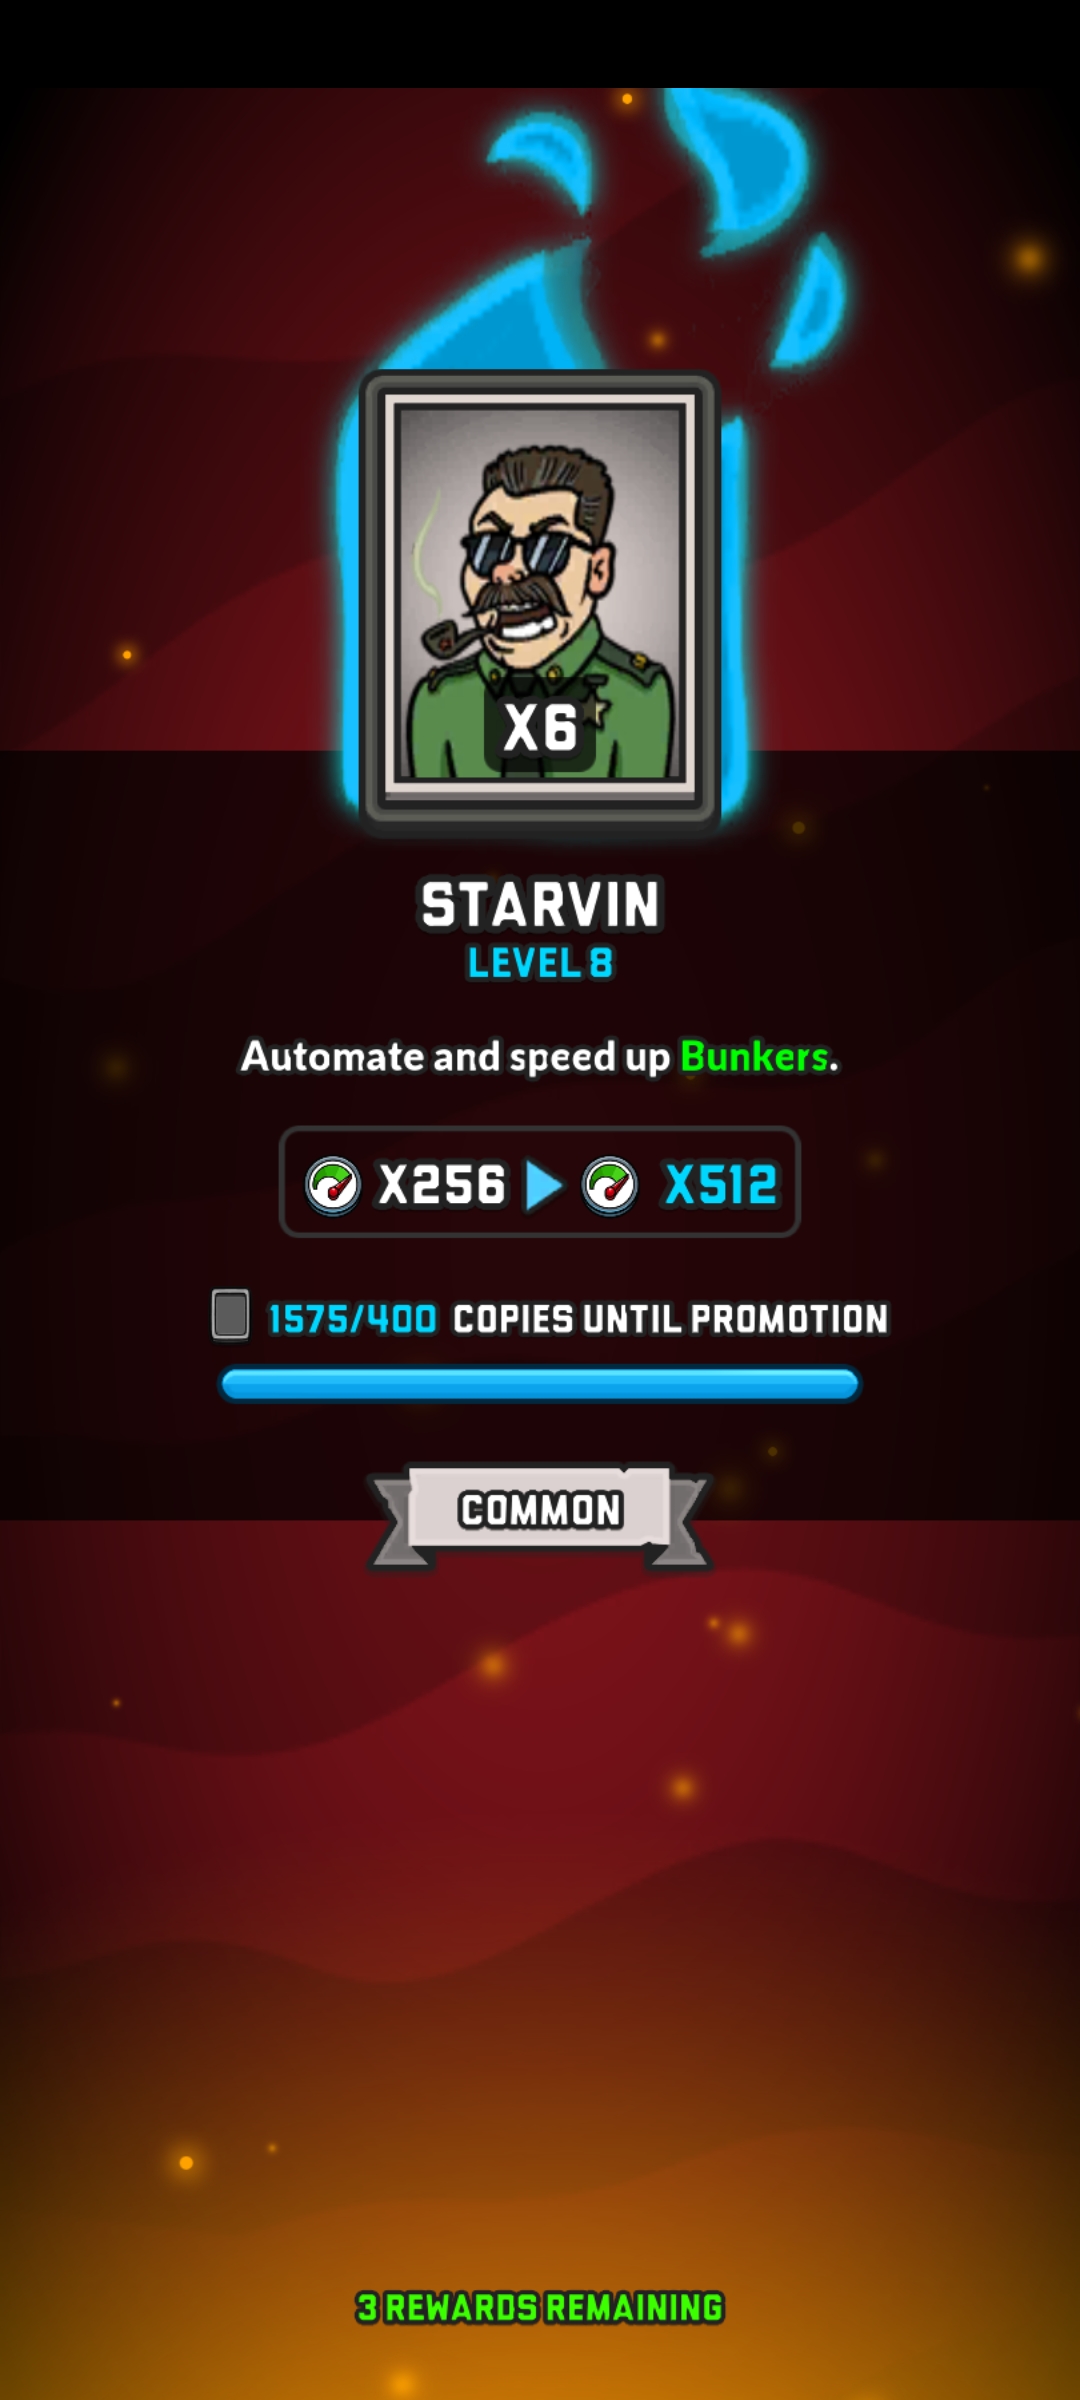 X6
STARVIN
LEVEL 8
Automate and speed up Bunkers.
X256 X512
1575/400 COPIES UNTIL PROMOTION
COMMON
3 REWARDS REMAINING